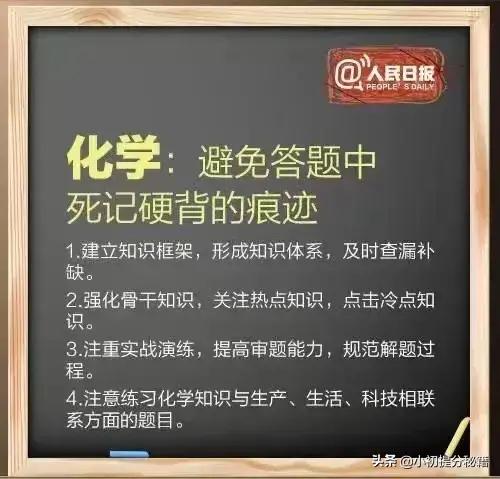 @人民日报
PEOPLE'S DAILY
化学：避免答题中
死记硬背的痕迹
1.建立知识框架，形成知识体系，及时查漏补
缺。
2.强化骨干知识，关注热点知识，点击冷点知
识。
3.注重实战演练，提高审题能力，规范解题过
程。
4.注意练习化学知识与生产、生活、科技相联
系方面的题目。
头条 @小初提分秘籍